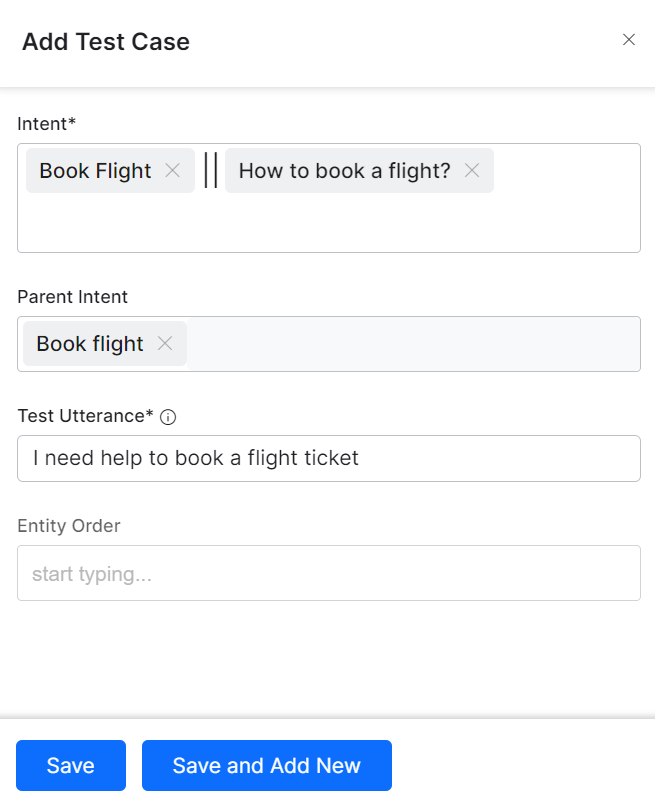 Add Test Case
Intent*
Book Flight || How to book a flight?
Parent Intent
Book flight
Test Utterance*
I need help to book a flight ticket
Entity Order
start typing...
Save Save and Add New